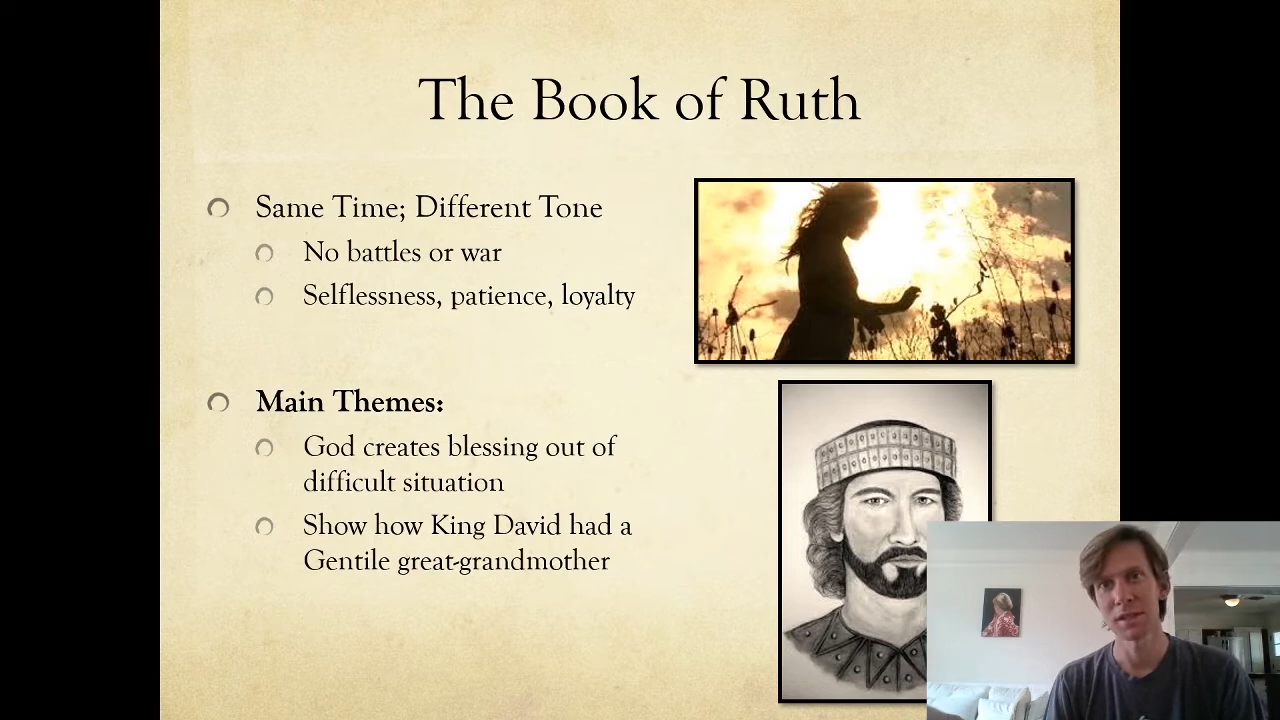 The Book of Ruth
Same Time; Different Tone
No battles or war
Selflessness, patience, loyalty
Main Themes:
God creates blessing out of
difficult situation
Show how King David had a
Gentile great-grandmother